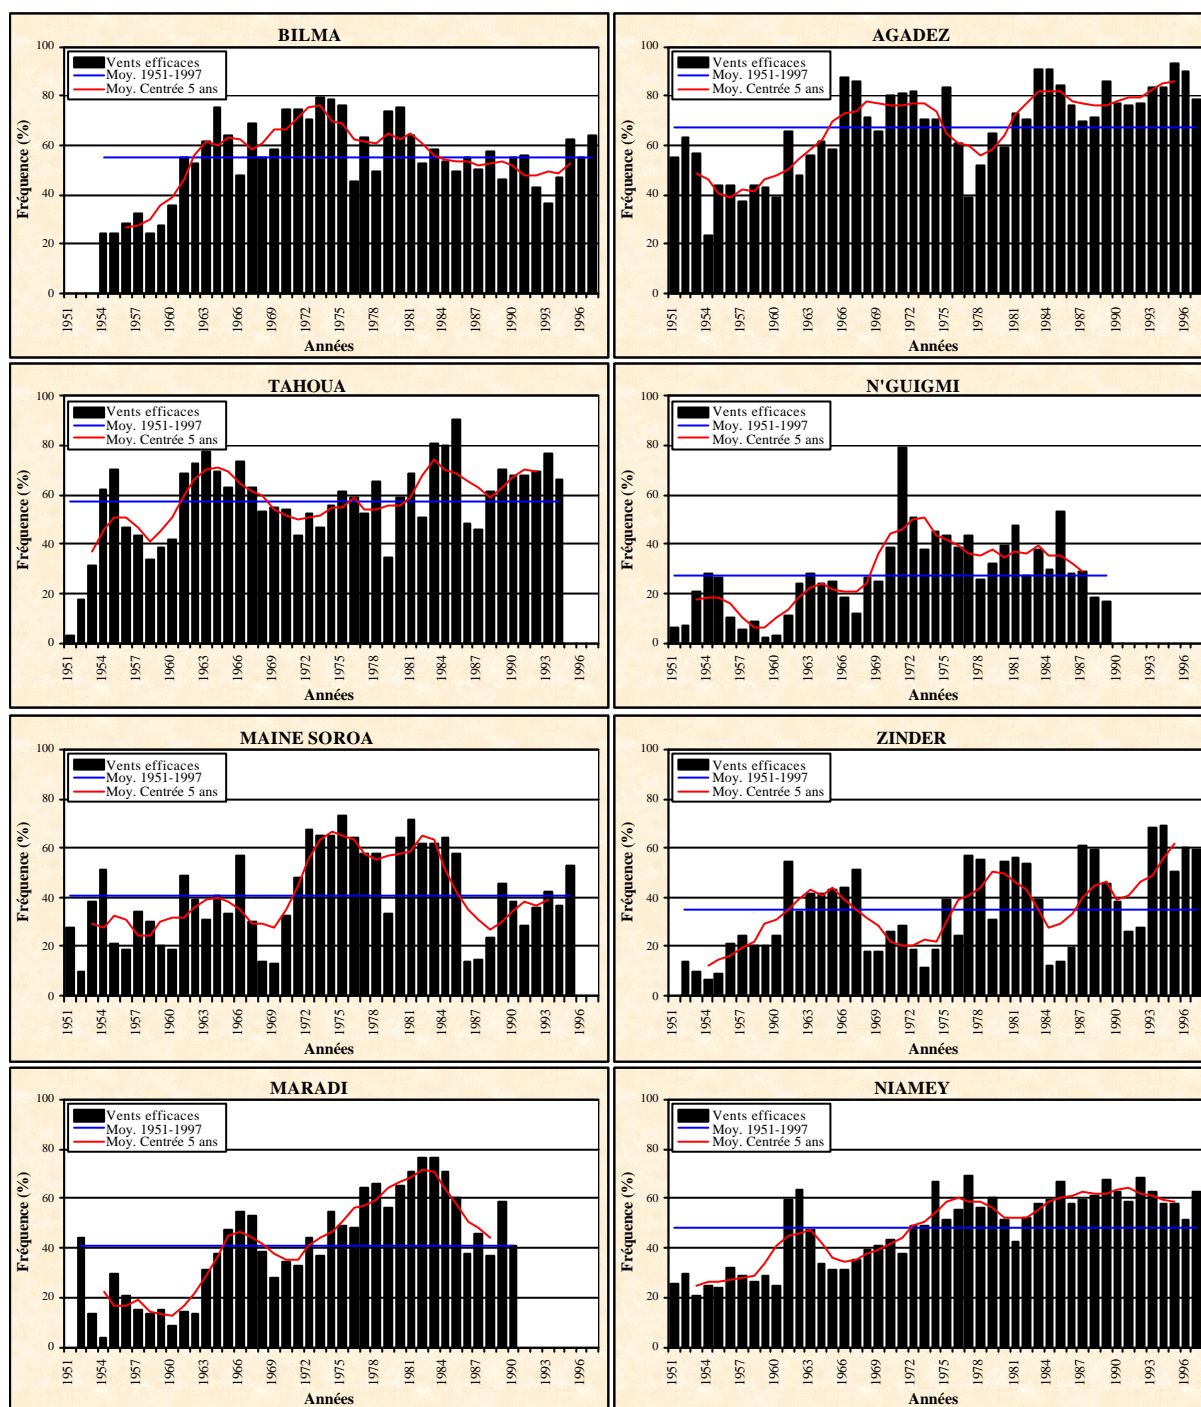 BILMA
Vents efficaces
Moy. 1951-1997
Moy. Centrée 5 ans
Fréquence (%)
100
80
60
40
20
0
1951 1954 1957 1960 1963 1966 1969 1972 1975 1978 1981 1984 1987 1990 1993 1996
Années
AGADEZ
Vents efficaces
Moy. 1951-1997
Moy. Centrée 5 ans
Fréquence (%)
100
80
60
40
20
0
1951 1954 1957 1960 1963 1966 1969 1972 1975 1978 1981 1984 1987 1990 1993 1996
Années
TAHOUA
Vents efficaces
Moy. 1951-1997
Moy. Centrée 5 ans
Fréquence (%)
100
80
60
40
20
0
1951 1954 1957 1960 1963 1966 1969 1972 1975 1978 1981 1984 1987 1990 1993 1996
Années
N'GUIGMI
Vents efficaces
Moy. 1951-1997
Moy. Centrée 5 ans
Fréquence (%)
100
80
60
40
20
0
1951 1954 1957 1960 1963 1966 1969 1972 1975 1978 1981 1984 1987 1990 1993 1996
Années
MAINE SOROA
Vents efficaces
Moy. 1951-1997
Moy. Centrée 5 ans
Fréquence (%)
100
80
60
40
20
0
1951 1954 1957 1960 1963 1966 1969 1972 1975 1978 1981 1984 1987 1990 1993 1996
Années
ZINDER
Vents efficaces
Moy. 1951-1997
Moy. Centrée 5 ans
Fréquence (%)
100
80
60
40
20
0
1951 1954 1957 1960 1963 1966 1969 1972 1975 1978 1981 1984 1987 1990 1993 1996
Années
MARADI
Vents efficaces
Moy. 1951-1997
Moy. Centrée 5 ans
Fréquence (%)
100
80
60
40
20
0
1951 1954 1957 1960 1963 1966 1969 1972 1975 1978 1981 1984 1987 1990 1993 1996
Années
NIAMEY
Vents efficaces
Moy. 1951-1997
Moy. Centrée 5 ans
Fréquence (%)
100
80
60
40
20
0
1951 1954 1957 1960 1963 1966 1969 1972 1975 1978 1981 1984 1987 1990 1993 1996
Années